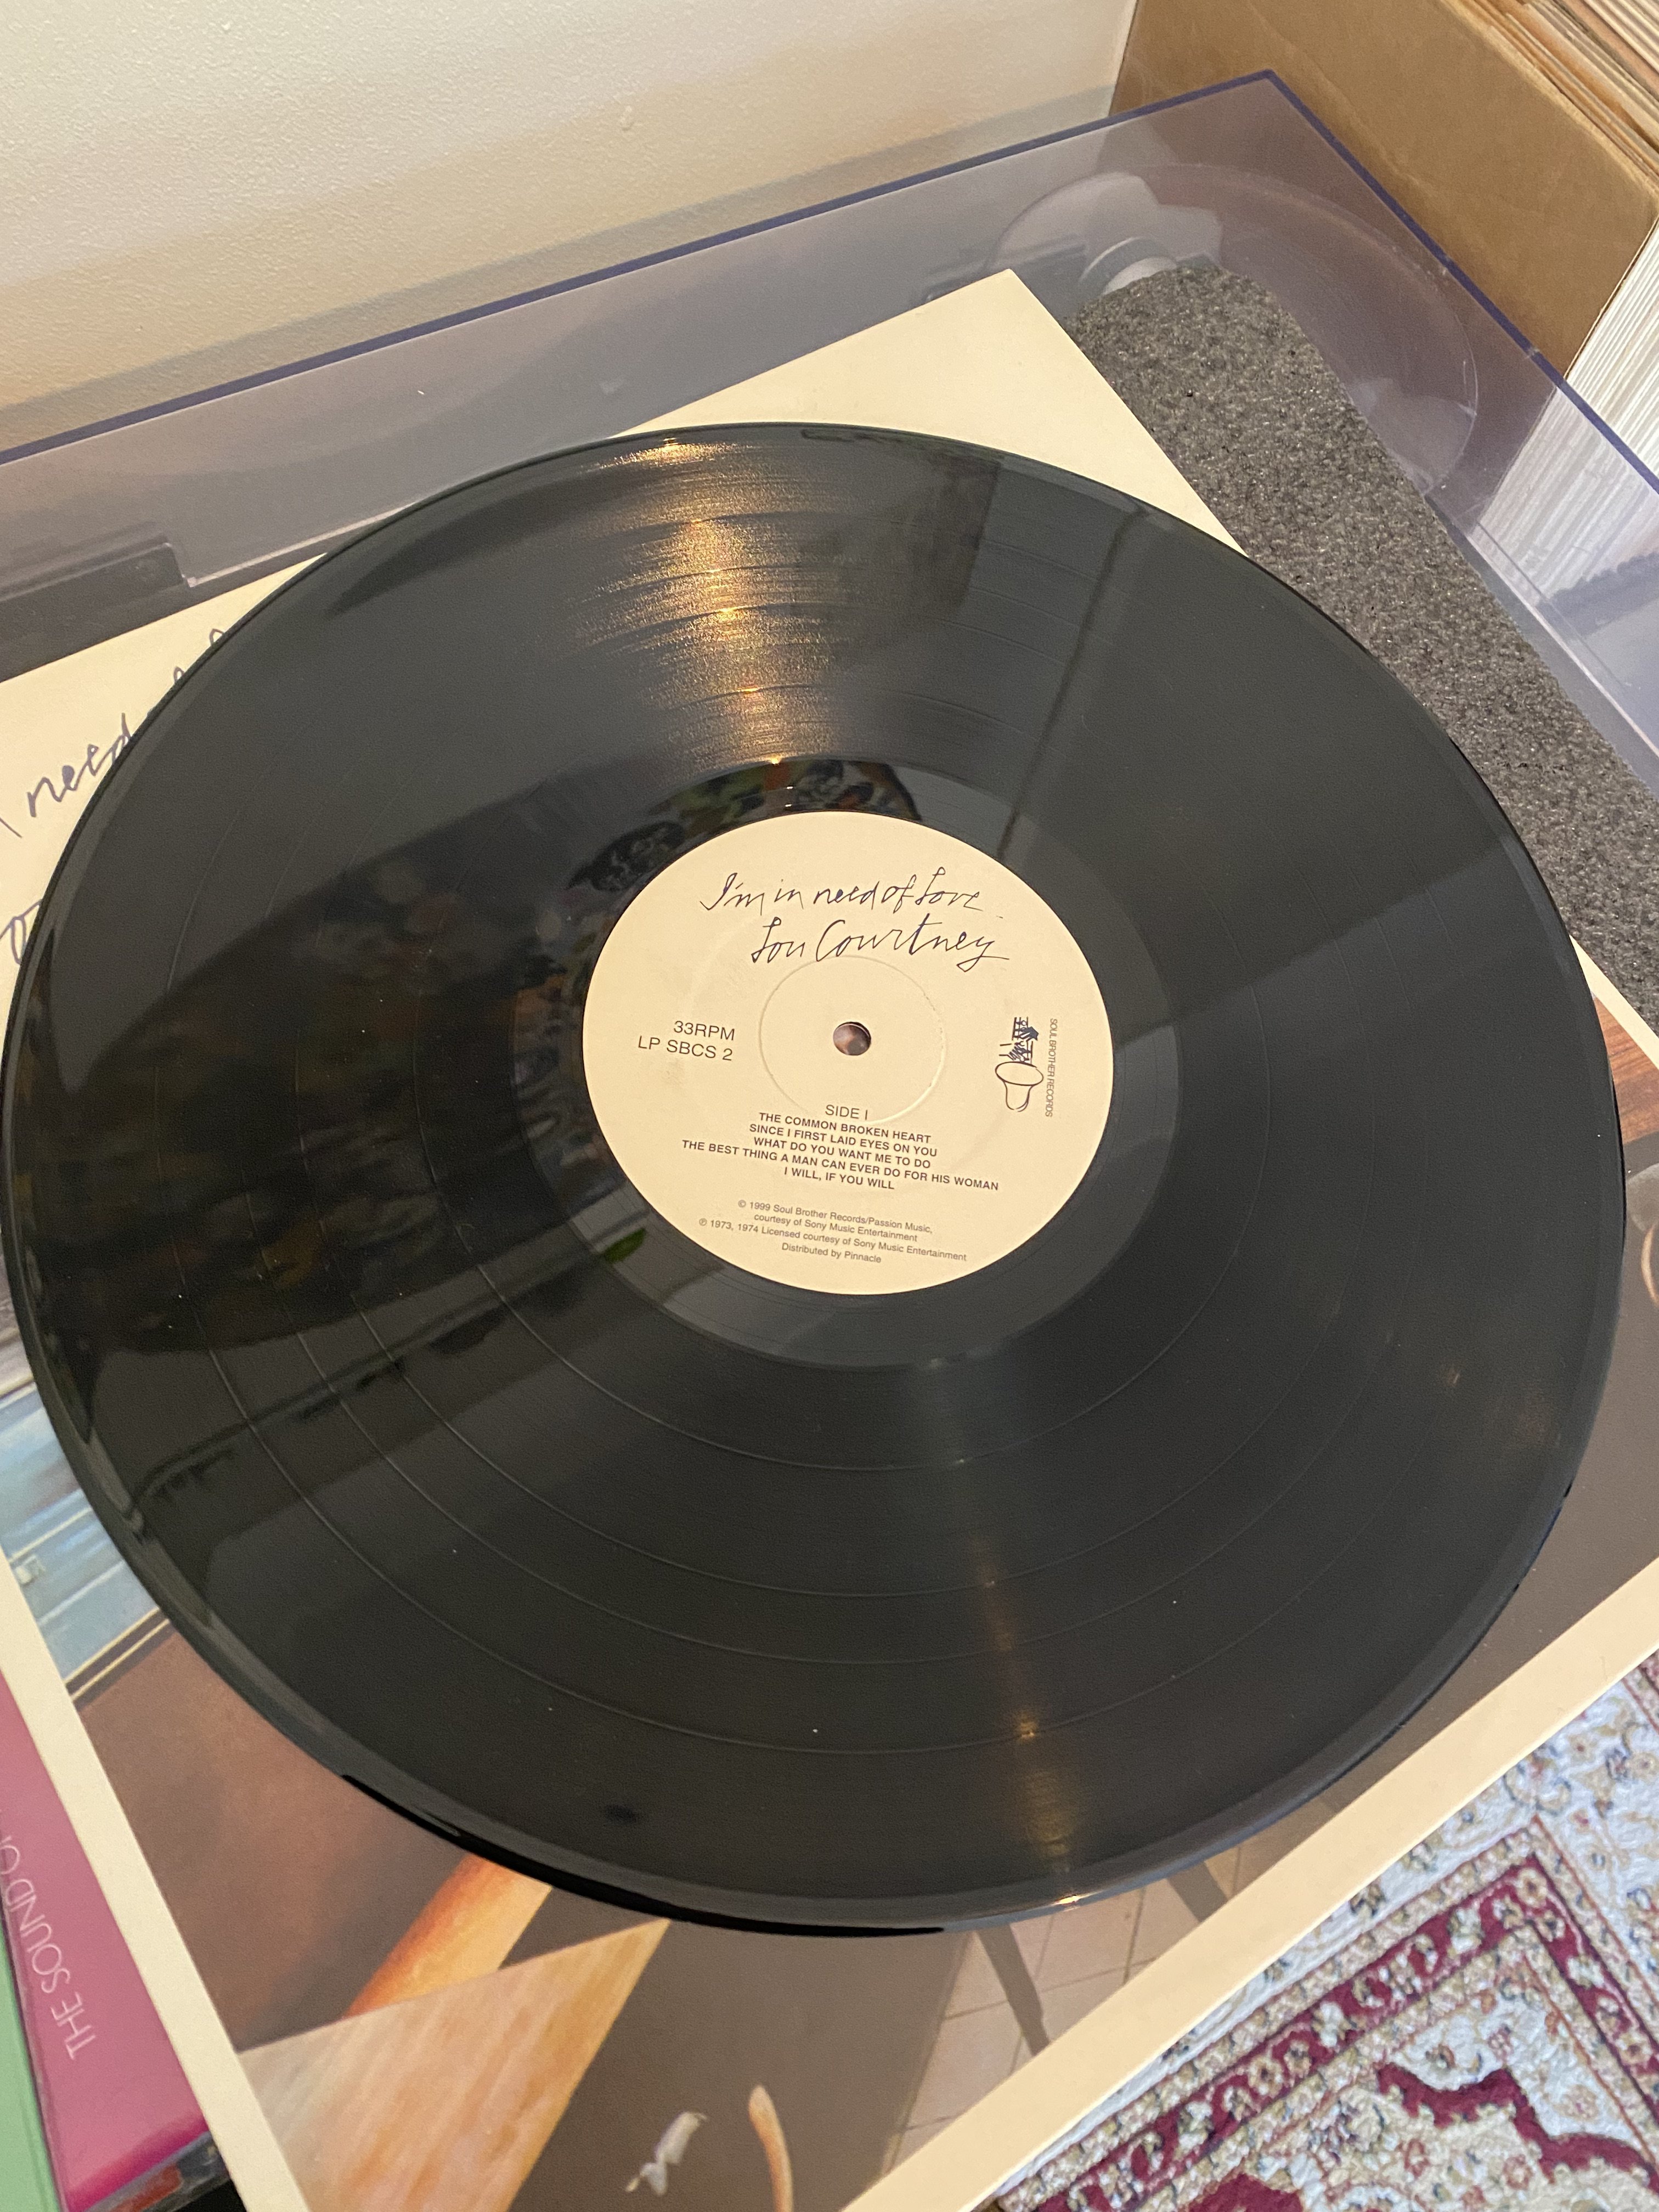 need
I'm in need of Love
Lou Courtney
33RPM
LP SBCS 2
SOUL BROTHER RECORDS
SIDE I
THE COMMON BROKEN HEART
SINCE I FIRST LAID EYES ON YOU
WHAT DO YOU WANT ME TO DO
THE BEST THING A MAN CAN EVER DO FOR HIS WOMAN
I WILL, IF YOU WILL
© 1999 Soul Brother Records/Passion Music,
courtesy of Sony Music Entertainment
℗ 1973, 1974 Licensed courtesy of Sony Music Entertainment
Distributed by Pinnacle
THE SOUND